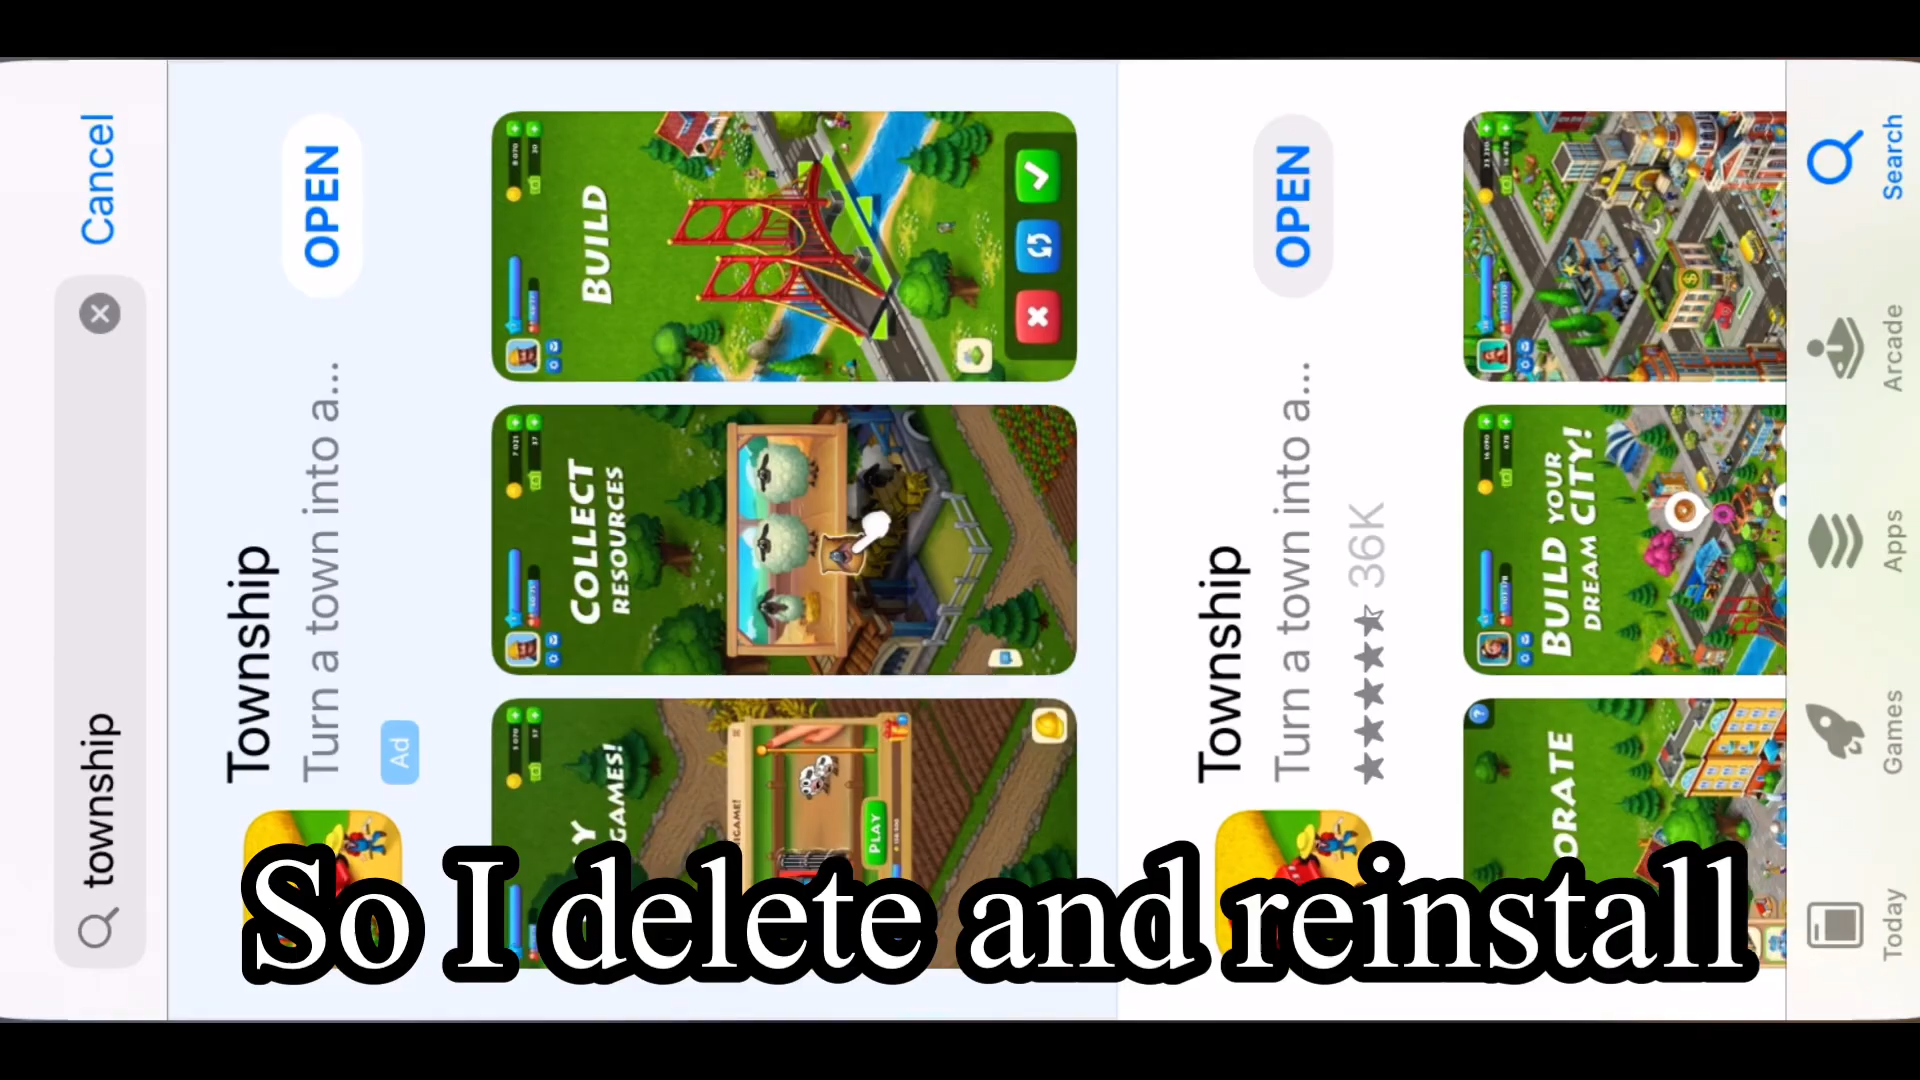 township
Cancel
Township
Turn a town into a...
Ad
OPEN
GAMES!
PLAY
COLLECT
RESOURCES
BUILD
Township
Turn a town into a...
36K
OPEN
ORATE
BUILD YOUR
DREAM CITY!
Today
Games
Apps
Arcade
Search
So I delete and reinstall